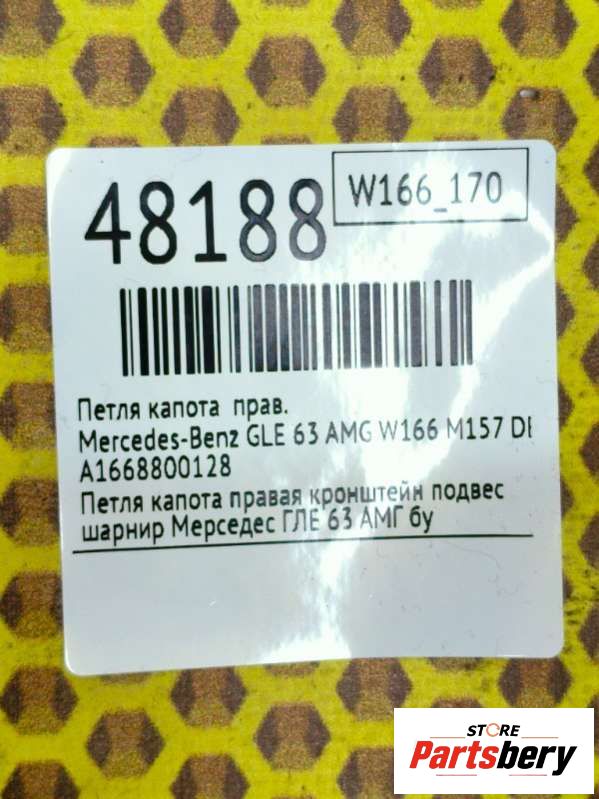 48188
W166_170
Петля капота прав.
Mercedes-Benz GLE 63 AMG W166 M157 DE
A1668800128
Петля капота правая кронштейн подвес
шарнир Мерседес ГЛЕ 63 АМГ бу
STORE
Partsbery